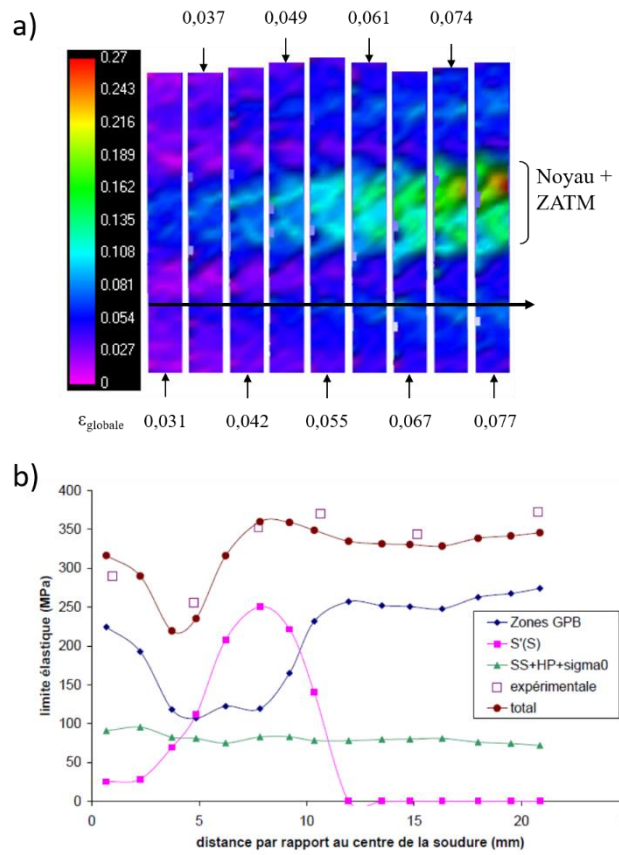 a)
0,037
0,049
0,061
0,074
0.27
0.243
0.216
0.189
0.162
0.135
0.108
0.081
0.054
0.027
0
Noyau +
ZATM
εglobale
0,031
0,042
0,055
0,067
0,077
b)
limite élastique (MPa)
400
350
300
250
200
150
100
50
0
Zones GPB
S'(S)
SS+HP+sigma0
expérimentale
total
0
5
10
15
20
distance par rapport au centre de la soudure (mm)